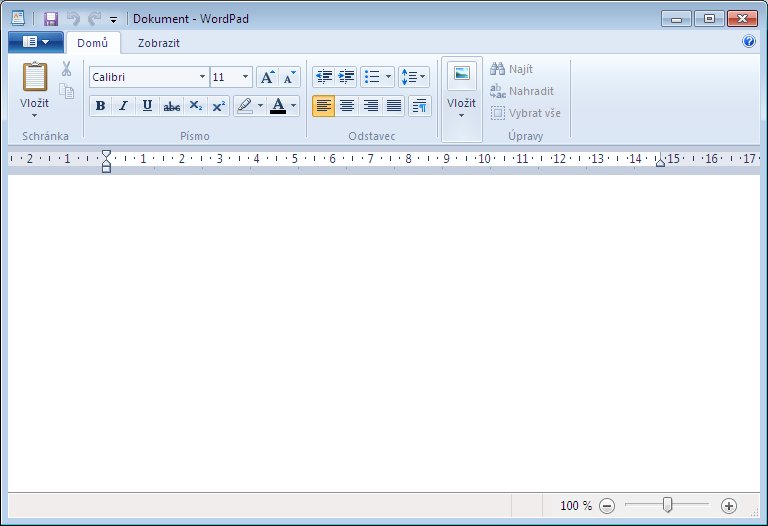 Dokument - WordPad
Domů Zobrazit
Vložit
Schránka
Calibri 11
B I U abc X₂ X²
A
Písmo
Odstavec
Vložit
Najít
Nahradit
Vybrat vše
Úpravy
2 1 1 2 3 4 5 6 7 8 9 10 11 12 13 14 15 16 17
100 %